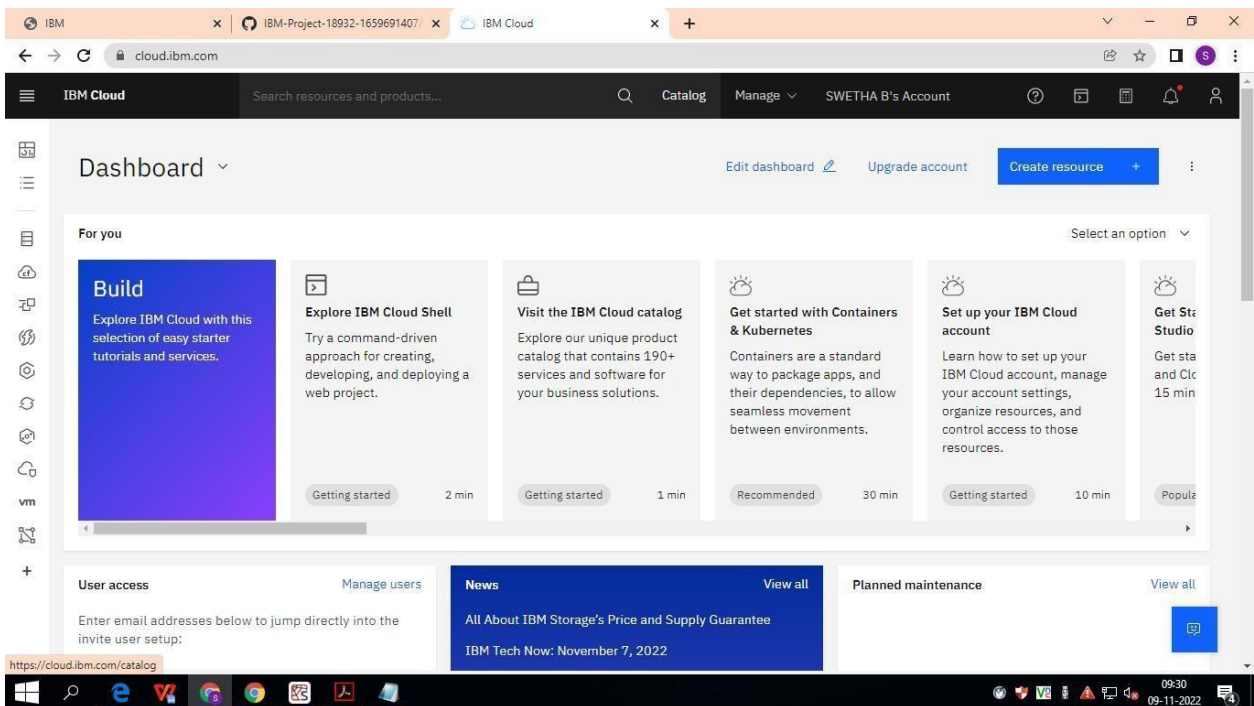 IBM
IBM-Project-18932-1659691407/
IBM Cloud
cloud.ibm.com
S
IBM Cloud
Search resources and products...
Catalog
Manage
SWETHA B's Account
Dashboard
Edit dashboard
Upgrade account
Create resource +
For you
Select an option
Build
Explore IBM Cloud with this
selection of easy starter
tutorials and services.
Explore IBM Cloud Shell
Try a command-driven
approach for creating,
developing, and deploying a
web project.
Getting started
2 min
Visit the IBM Cloud catalog
Explore our unique product
catalog that contains 190+
services and software for
your business solutions.
Getting started
1 min
Get started with Containers
& Kubernetes
Containers are a standard
way to package apps, and
their dependencies, to allow
seamless movement
between environments.
Recommended
30 min
Set up your IBM Cloud
account
Learn how to set up your
IBM Cloud account, manage
your account settings,
organize resources, and
control access to those
resources.
Getting started
10 min
Get Sta
Studio
Get sta
and Clo
15 min
Popula
vm
User access
Manage users
Enter email addresses below to jump directly into the
invite user setup:
News
View all
All About IBM Storage's Price and Supply Guarantee
IBM Tech Now: November 7, 2022
Planned maintenance
View all
https://cloud.ibm.com/catalog
09:30
09-11-2022